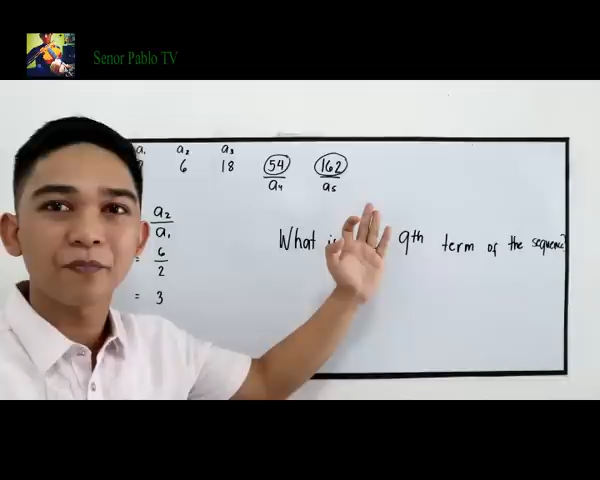 Senor Pablo TV
a₁ a₂ a₃
6 18 54 162
a₄ a₅
a₂
a₁
What 9th term of the sequence?
= 6
2
= 3